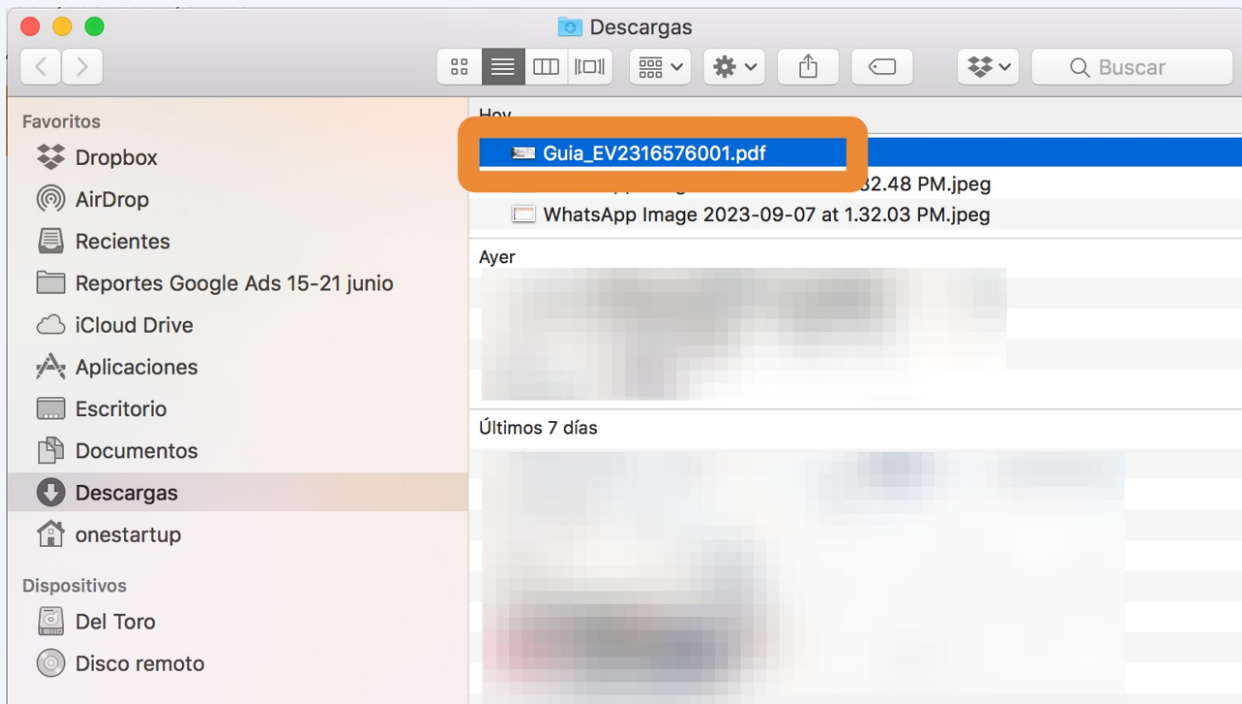 Descargas
Buscar
Favoritos
Dropbox
AirDrop
Recientes
Reportes Google Ads 15-21 junio
iCloud Drive
Aplicaciones
Escritorio
Documentos
Descargas
onestartup
Dispositivos
Del Toro
Disco remoto
Hoy
Guia_EV2316576001.pdf
32.48 PM.jpeg
WhatsApp Image 2023-09-07 at 1.32.03 PM.jpeg
Ayer
Últimos 7 días